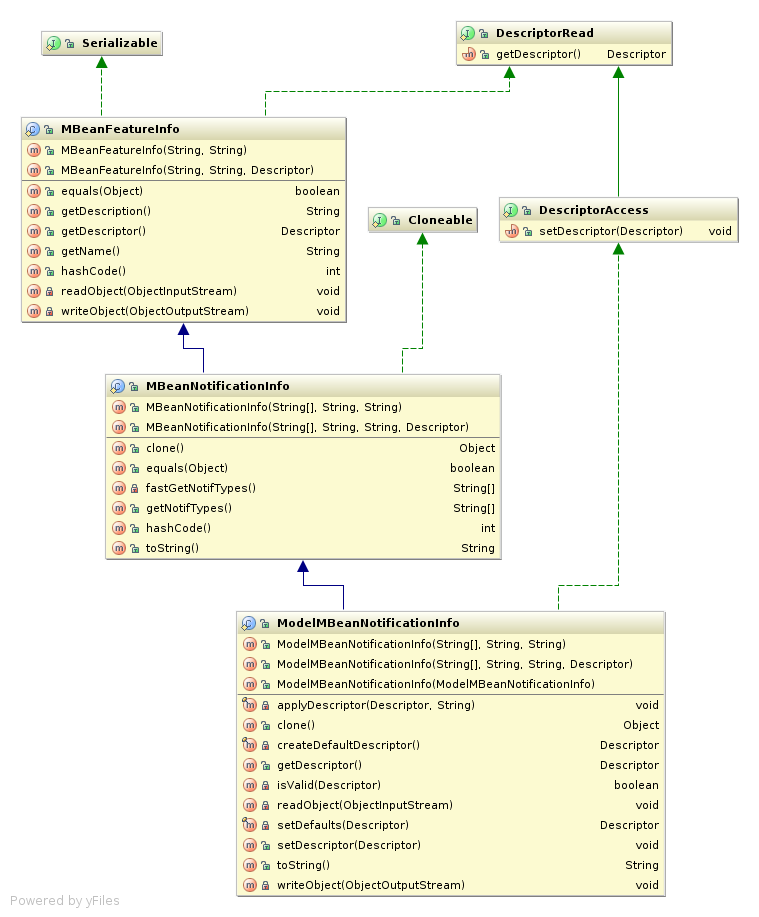 Serializable
DescriptorRead
getDescriptor() Descriptor
MBeanFeatureInfo
MBeanFeatureInfo(String, String)
MBeanFeatureInfo(String, String, Descriptor)
equals(Object) boolean
getDescription() String
getDescriptor() Descriptor
getName() String
hashCode() int
readObject(ObjectInputStream) void
writeObject(ObjectOutputStream) void
Cloneable
DescriptorAccess
setDescriptor(Descriptor) void
MBeanNotificationInfo
MBeanNotificationInfo(String[], String, String)
MBeanNotificationInfo(String[], String, String, Descriptor)
clone() Object
equals(Object) boolean
fastGetNotifTypes() String[]
getNotifTypes() String[]
hashCode() int
toString() String
ModelMBeanNotificationInfo
ModelMBeanNotificationInfo(String[], String, String)
ModelMBeanNotificationInfo(String[], String, String, Descriptor)
ModelMBeanNotificationInfo(ModelMBeanNotificationInfo)
applyDescriptor(Descriptor, String) void
clone() Object
createDefaultDescriptor() Descriptor
getDescriptor() Descriptor
isValid(Descriptor) boolean
readObject(ObjectInputStream) void
setDefaults(Descriptor) Descriptor
setDescriptor(Descriptor) void
toString() String
writeObject(ObjectOutputStream) void
Powered by yFiles